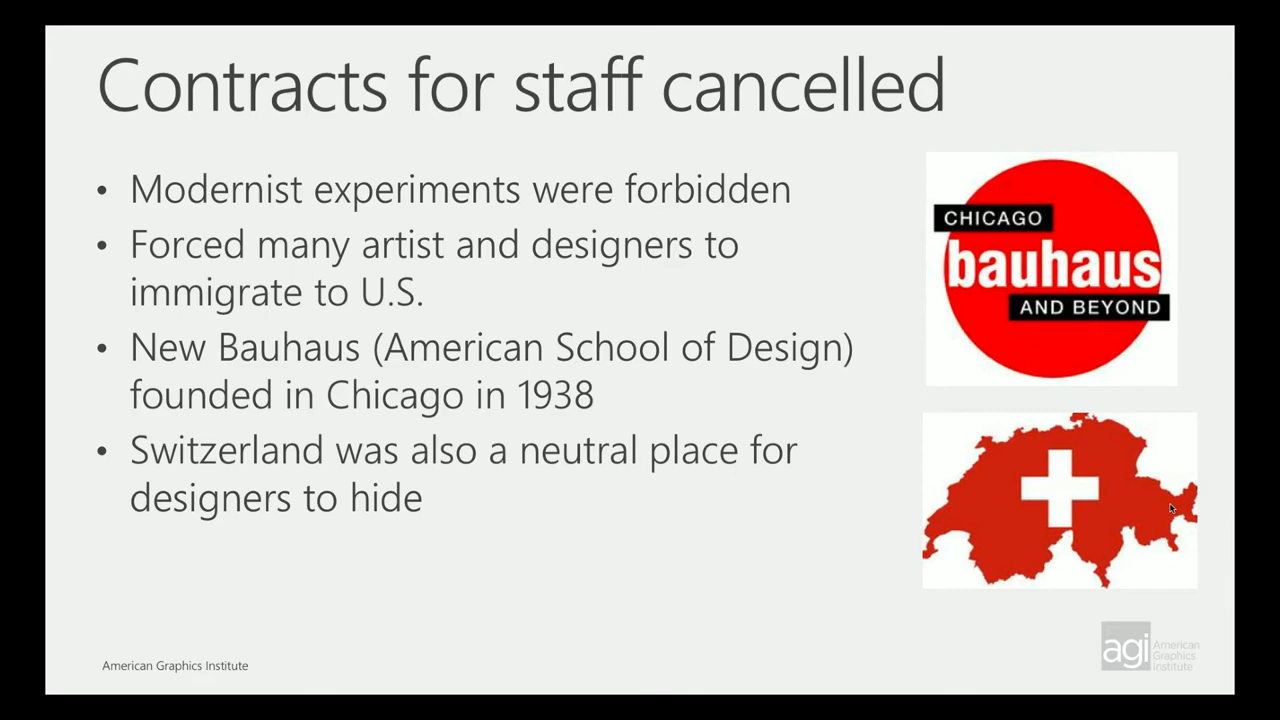 Contracts for staff cancelled
• Modernist experiments were forbidden
• Forced many artist and designers to
immigrate to U.S.
• New Bauhaus (American School of Design)
founded in Chicago in 1938
• Switzerland was also a neutral place for
designers to hide
CHICAGO
bauhaus
AND BEYOND
American Graphics Institute
agi American
Graphics
Institute